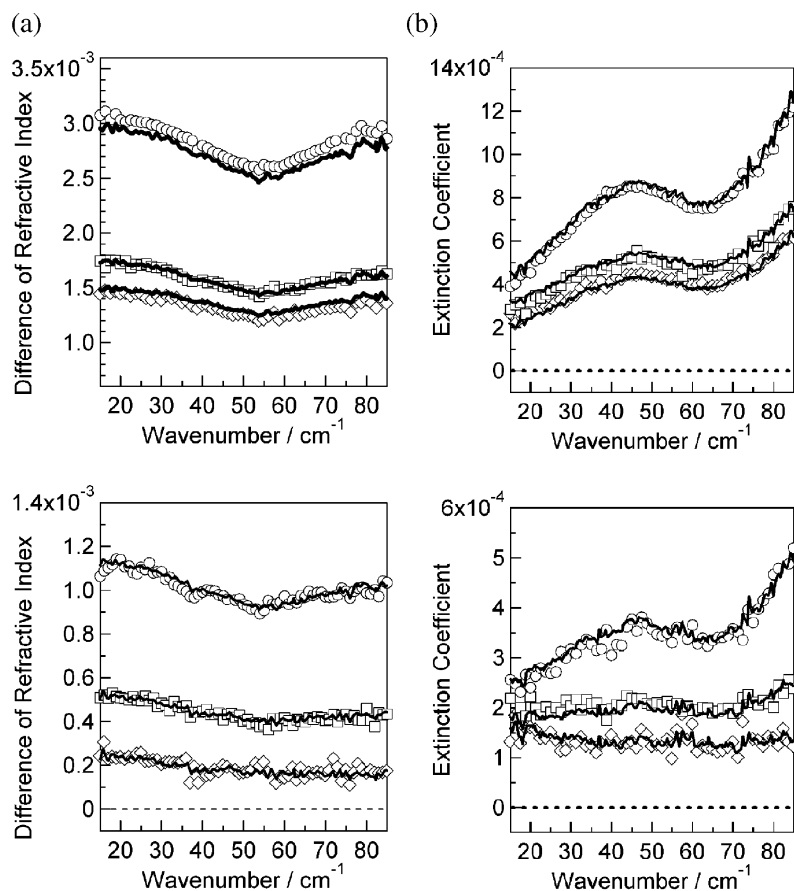 (a)
(b)
3.5x10⁻³
3.0
2.5
2.0
1.5
1.0
Difference of Refractive Index
20 30 40 50 60 70 80
Wavenumber / cm⁻¹
14x10⁻⁴
12
10
8
6
4
2
0
Extinction Coefficient
20 30 40 50 60 70 80
Wavenumber / cm⁻¹
1.4x10⁻³
1.2
1.0
0.8
0.6
0.4
0.2
0
Difference of Refractive Index
20 30 40 50 60 70 80
Wavenumber / cm⁻¹
6x10⁻⁴
5
4
3
2
1
0
Extinction Coefficient
20 30 40 50 60 70 80
Wavenumber / cm⁻¹